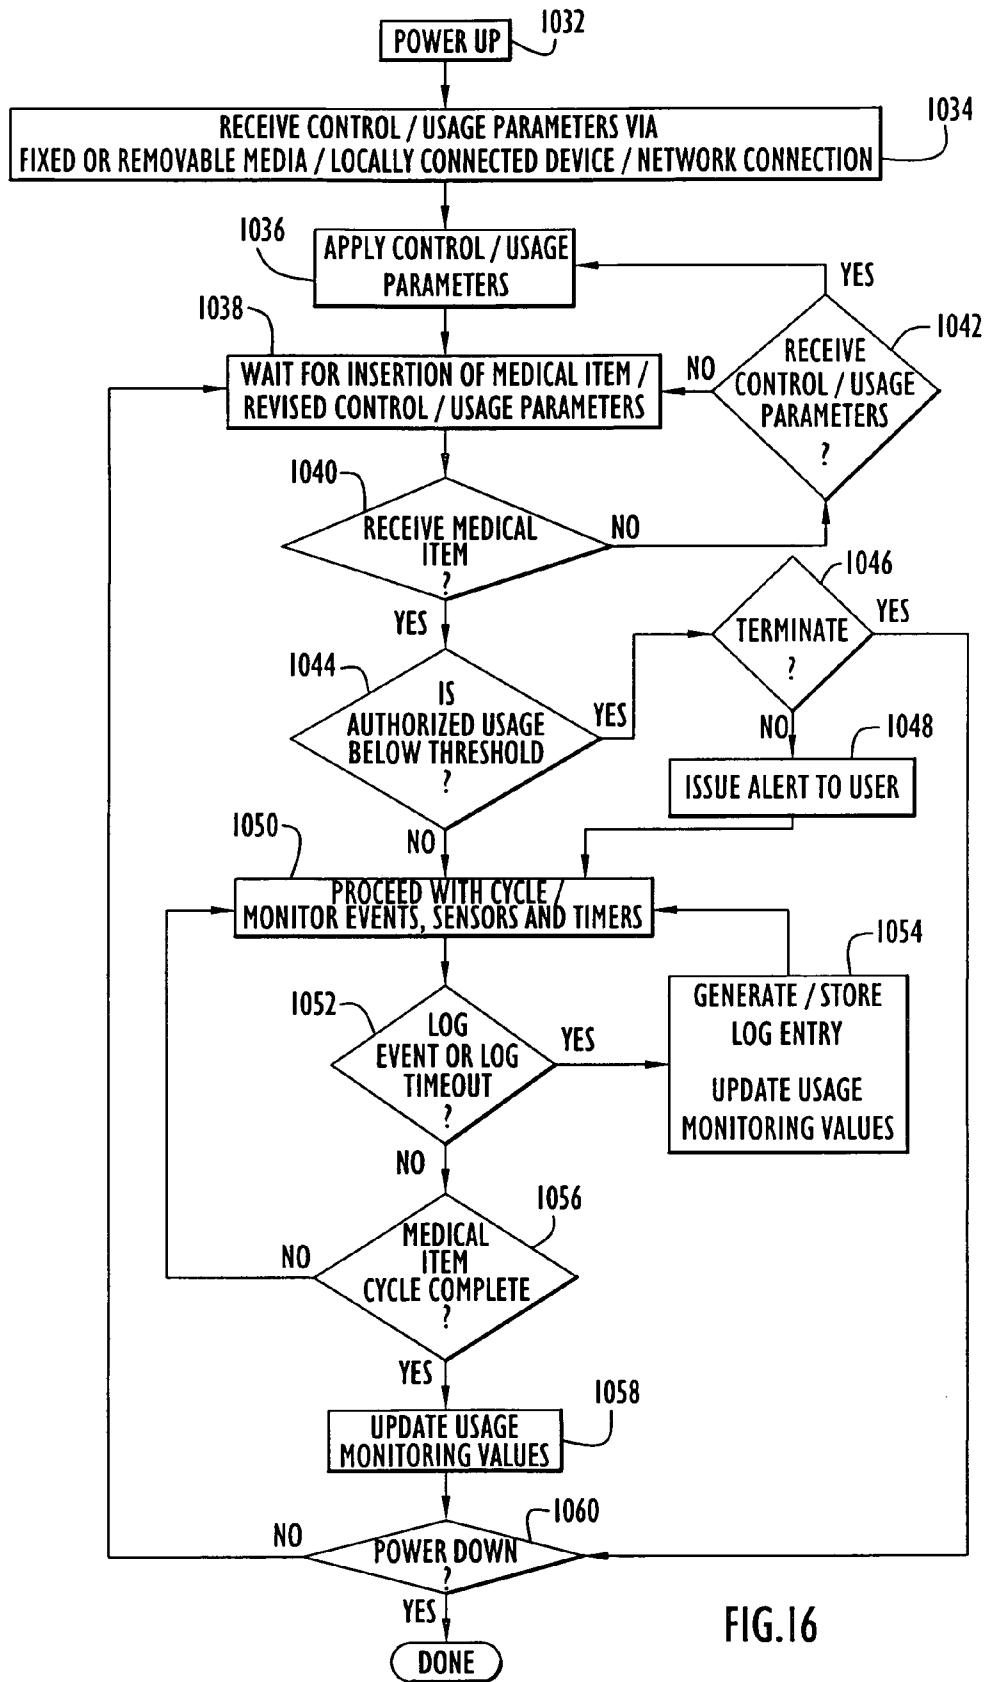 1032
POWER UP
1034
RECEIVE CONTROL / USAGE PARAMETERS VIA
FIXED OR REMOVABLE MEDIA / LOCALLY CONNECTED DEVICE / NETWORK CONNECTION
1036
APPLY CONTROL / USAGE
PARAMETERS
YES
1038
1042
WAIT FOR INSERTION OF MEDICAL ITEM /
REVISED CONTROL / USAGE PARAMETERS
NO
RECEIVE
CONTROL / USAGE
PARAMETERS
?
1040
RECEIVE MEDICAL
ITEM
?
NO
YES
1046
TERMINATE
?
YES
NO
1044
IS
AUTHORIZED USAGE
BELOW THRESHOLD
?
YES
NO
1048
ISSUE ALERT TO USER
1050
PROCEED WITH CYCLE /
MONITOR EVENTS, SENSORS AND TIMERS
1052
LOG
EVENT OR LOG
TIMEOUT
?
YES
NO
1054
GENERATE / STORE
LOG ENTRY
UPDATE USAGE
MONITORING VALUES
1056
MEDICAL
ITEM
CYCLE COMPLETE
?
NO
YES
1058
UPDATE USAGE
MONITORING VALUES
1060
POWER DOWN
?
NO
YES
DONE
FIG.16